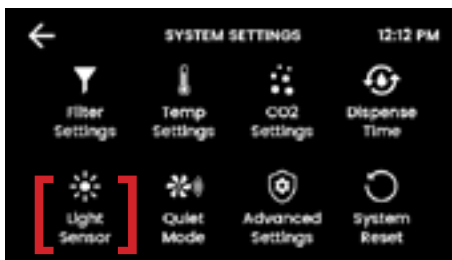 SYSTEM SETTINGS 12:12 PM
Filter Temp CO2 Dispense
Settings Settings Settings Time
Light Quiet Advanced System
Sensor Mode Settings Reset